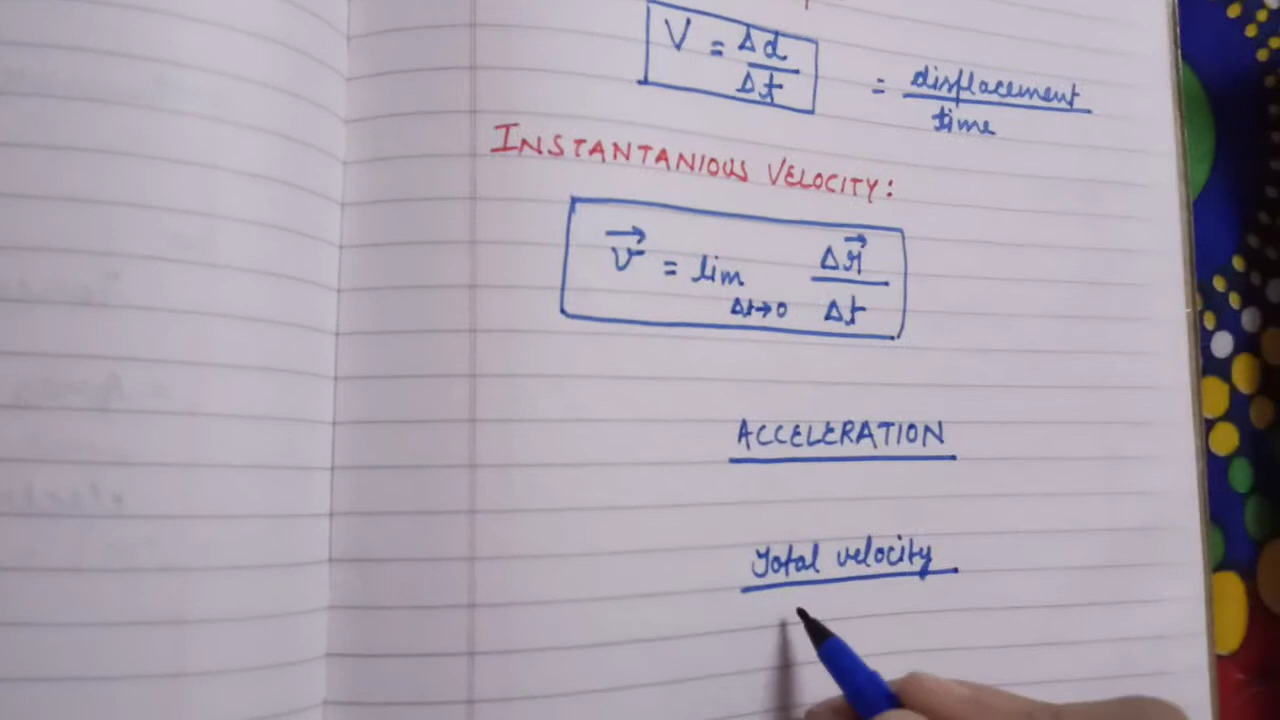 V = Δd/Δt = displacement/time
INSTANTANIOUS VELOCITY:
v⃗ = lim Δt→0 Δr⃗/Δt
ACCELERATION
Total velocity